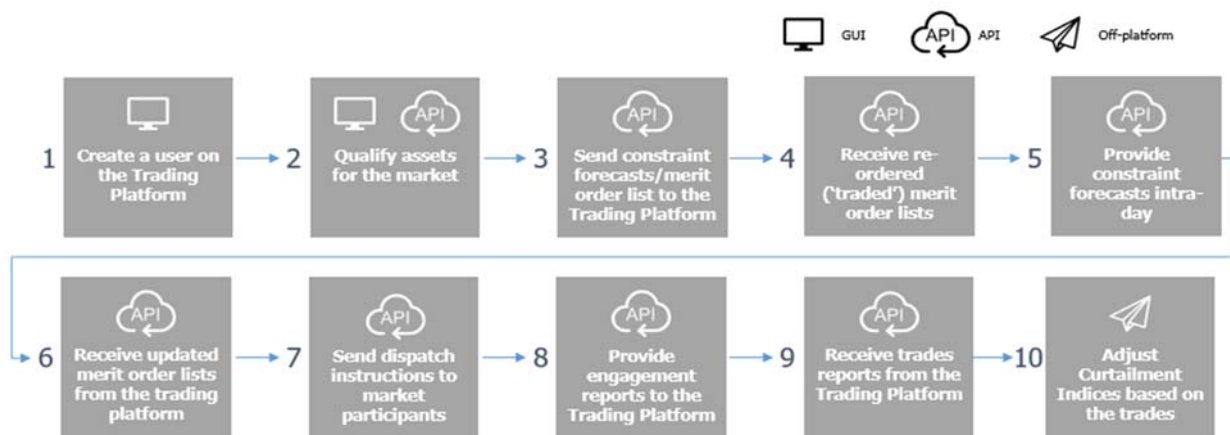 GUI
API
API
Off-platform
1
Create a user on
the Trading
Platform
2
API
Qualify assets
for the market
3
API
Send constraint
forecasts/merit
order list to the
Trading Platform
4
API
Receive re-
ordered ('traded') merit
order lists
5
API
Provide
constraint
forecasts intra-
day
6
API
Receive updated
merit order lists
from the trading
platform
7
API
Send dispatch
instructions to
market
participants
8
API
Provide
engagement
reports to the
Trading Platform
9
API
Receive trades
reports from the
Trading Platform
10
Adjust
Curtailment
Indices based on
the trades